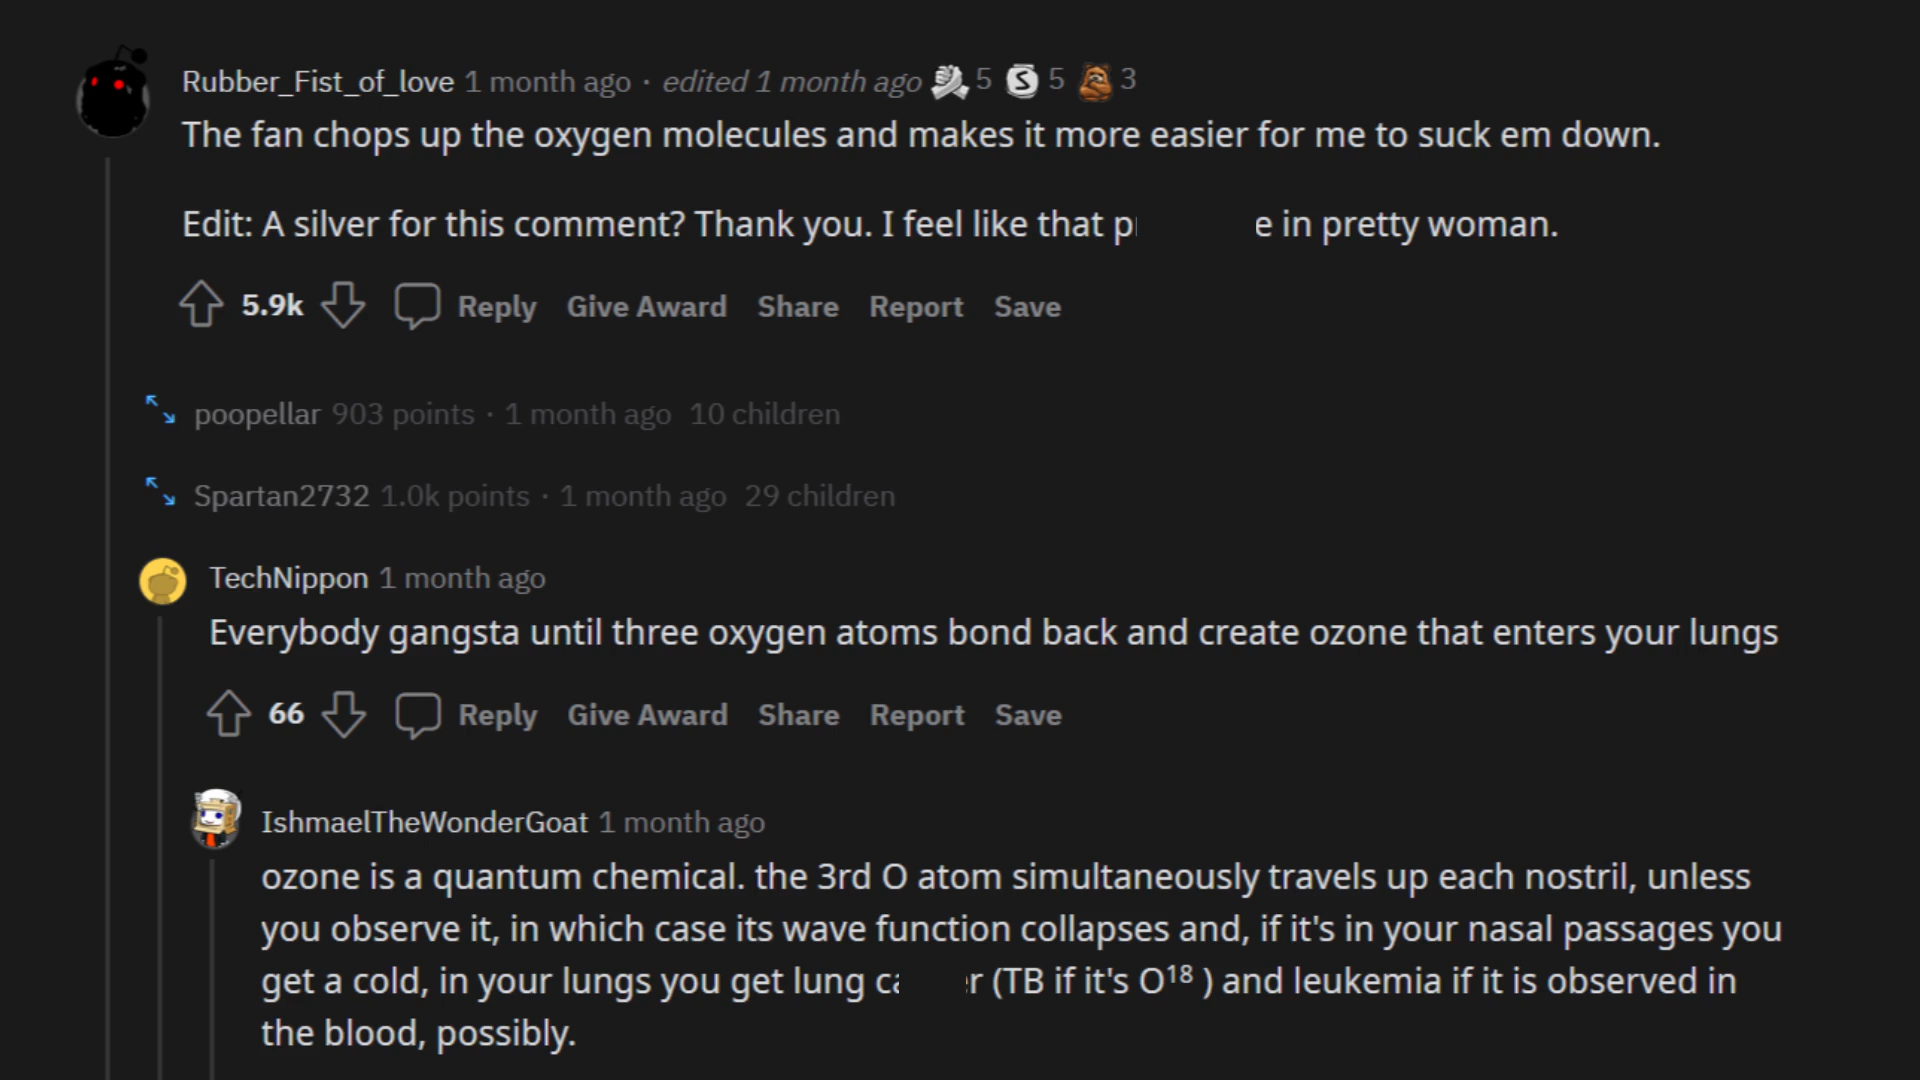 Rubber_Fist_of_love 1 month ago · edited 1 month ago 5 S 5 3
The fan chops up the oxygen molecules and makes it more easier for me to suck em down.
Edit: A silver for this comment? Thank you. I feel like that in pretty woman.
5.9k Reply Give Award Share Report Save
poopellar 903 points · 1 month ago 10 children
Spartan2732 1.0k points · 1 month ago 29 children
TechNippon 1 month ago
Everybody gangsta until three oxygen atoms bond back and create ozone that enters your lungs
66 Reply Give Award Share Report Save
IshmaelTheWonderGoat 1 month ago
ozone is a quantum chemical. the 3rd O atom simultaneously travels up each nostril, unless
you observe it, in which case its wave function collapses and, if it's in your nasal passages you
get a cold, in your lungs you get lung (TB if it's O¹⁸ ) and leukemia if it is observed in
the blood, possibly.